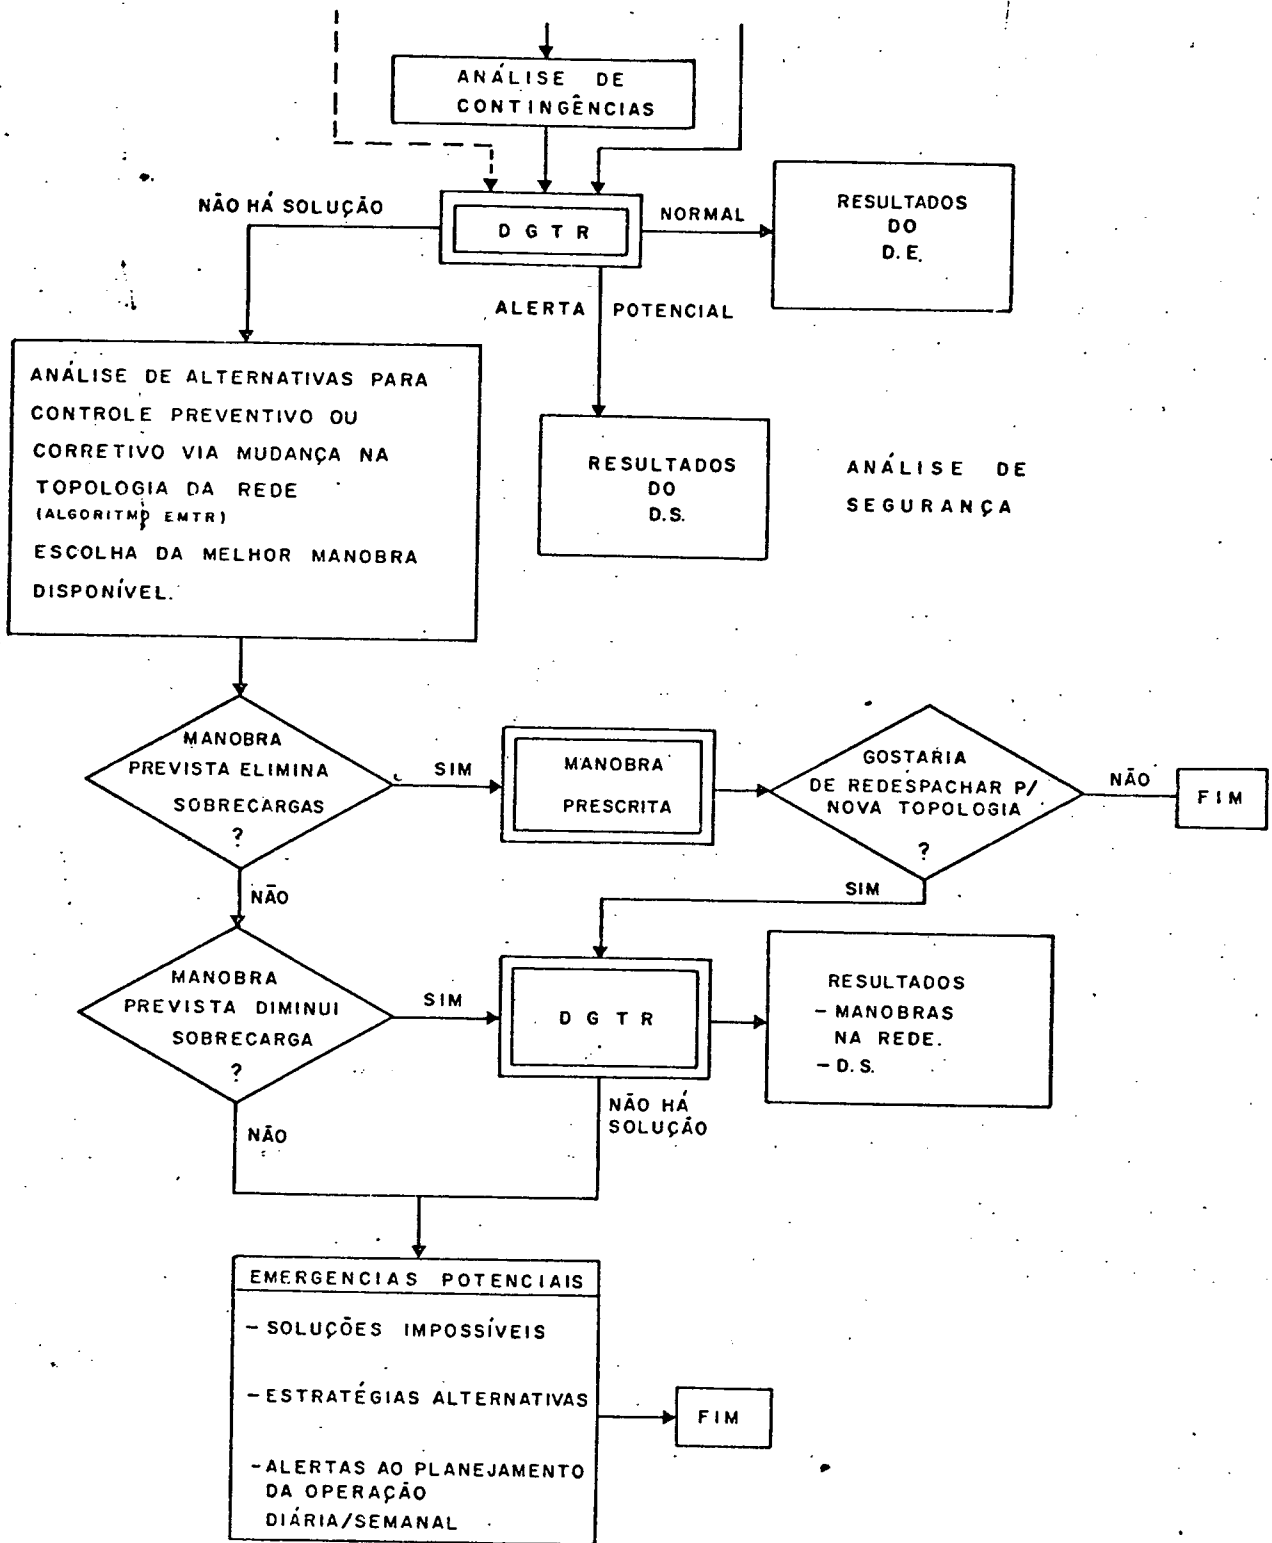 ANÁLISE DE
CONTINGÊNCIAS
NÃO HÁ SOLUÇÃO
D G T R
NORMAL
RESULTADOS
DO
D.E.
ALERTA POTENCIAL
ANÁLISE DE ALTERNATIVAS PARA
CONTROLE PREVENTIVO OU
CORRETIVO VIA MUDANÇA NA
TOPOLOGIA DA REDE
(ALGORITMO EMTR)
ESCOLHA DA MELHOR MANOBRA
DISPONÍVEL.
RESULTADOS
DO
D.S.
ANÁLISE DE
SEGURANÇA
MANOBRA
PREVISTA ELIMINA
SOBRECARGAS
?
SIM
MANOBRA
PRESCRITA
GOSTARIA
DE REDESPACHAR P/
NOVA TOPOLOGIA
?
NÃO
FIM
NÃO
SIM
MANOBRA
PREVISTA DIMINUI
SOBRECARGA
?
SIM
D G T R
RESULTADOS
- MANOBRAS
NA REDE.
- D.S.
NÃO
NÃO HÁ
SOLUÇÃO
EMERGENCIAS POTENCIAIS
- SOLUÇÕES IMPOSSÍVEIS
- ESTRATÉGIAS ALTERNATIVAS
- ALERTAS AO PLANEJAMENTO
DA OPERAÇÃO
DIÁRIA/SEMANAL
FIM